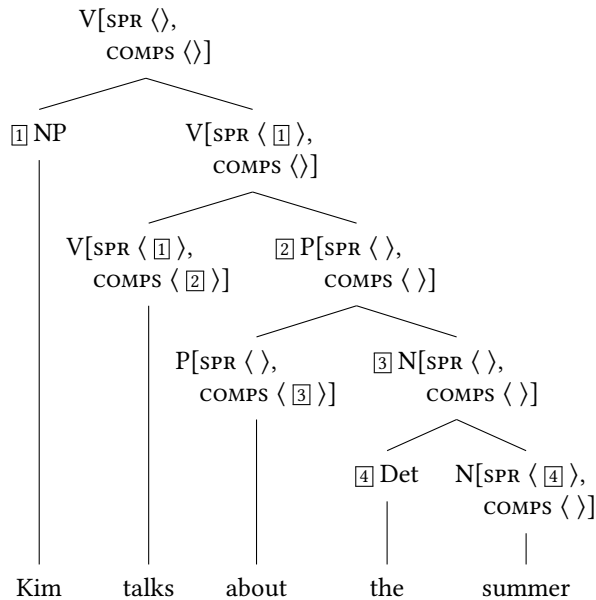 V[SPR ⟨⟩,
COMPS ⟨⟩]
1 NP V[SPR ⟨ 1 ⟩,
COMPS ⟨⟩]
V[SPR ⟨ 1 ⟩, 2 P[SPR ⟨ ⟩,
COMPS ⟨ 2 ⟩] COMPS ⟨ ⟩]
P[SPR ⟨ ⟩, 3 N[SPR ⟨ ⟩,
COMPS ⟨ 3 ⟩] COMPS ⟨ ⟩]
4 Det N[SPR ⟨ 4 ⟩,
COMPS ⟨ ⟩]
Kim talks about the summer